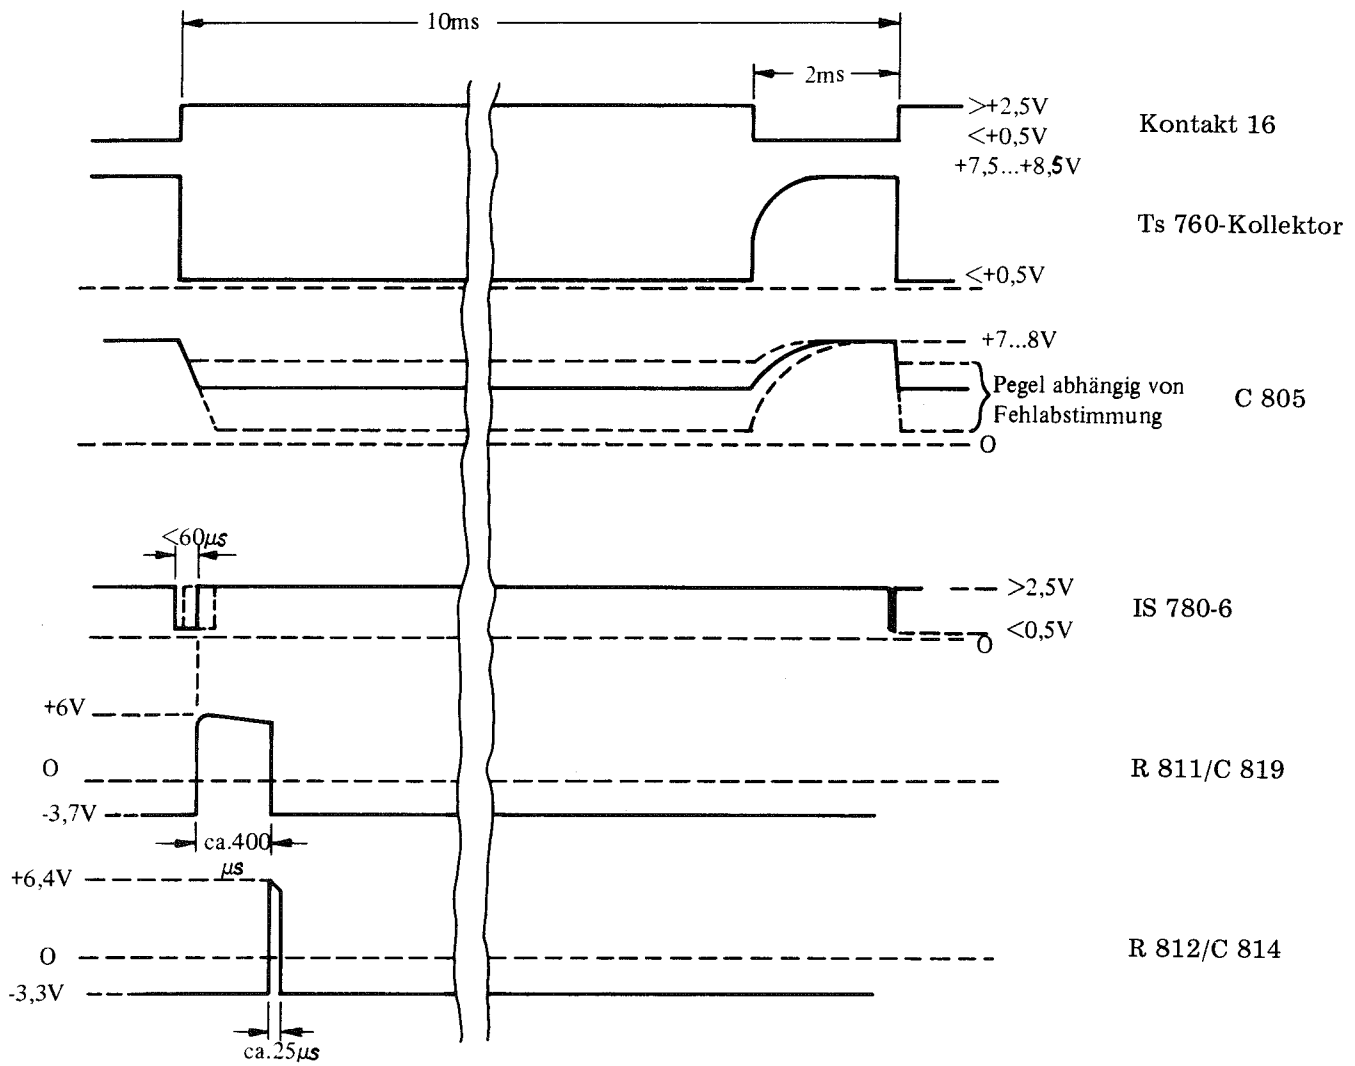 10ms
2ms
>+2,5V
<+0,5V
Kontakt 16
+7,5...+8,5V
Ts 760-Kollektor
<+0,5V
+7...8V
Pegel abhängig von
Fehlabstimmung
C 805
O
<60µs
>2,5V
IS 780-6
<0,5V
O
+6V
O
R 811/C 819
-3,7V
ca.400
µs
+6,4V
O
R 812/C 814
-3,3V
ca.25µs